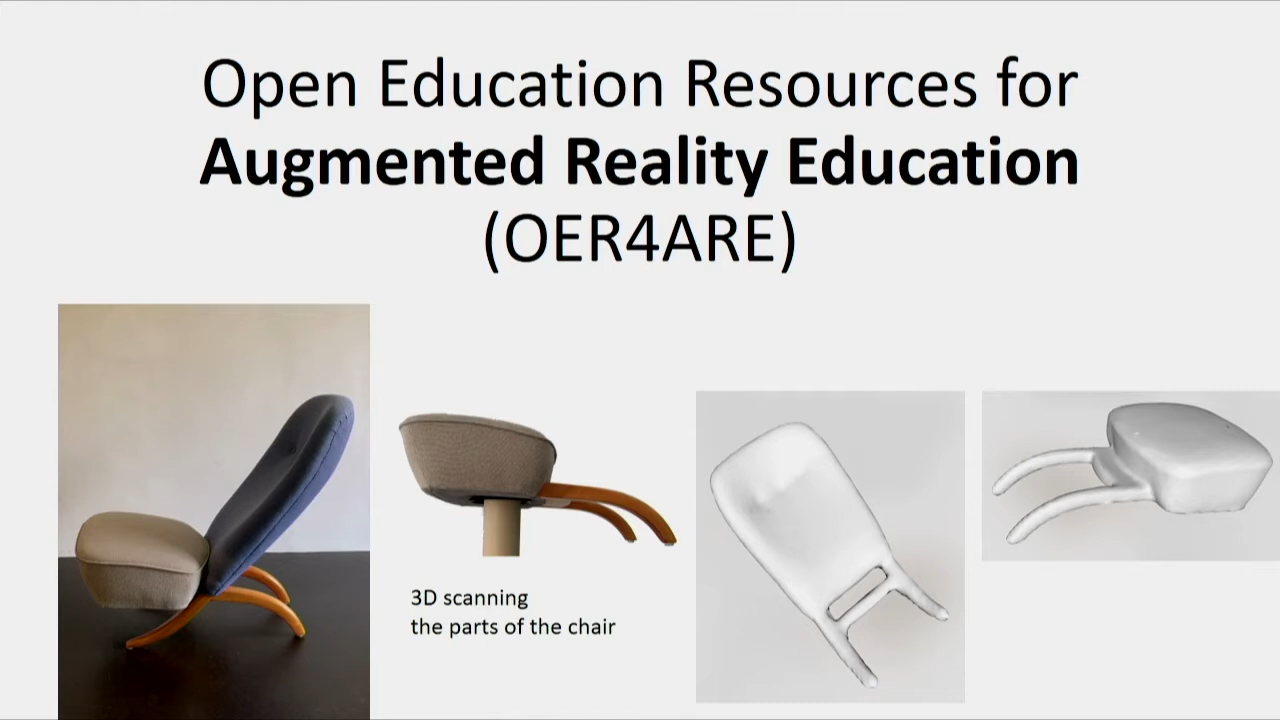 Open Education Resources for
Augmented Reality Education
(OER4ARE)
3D scanning
the parts of the chair